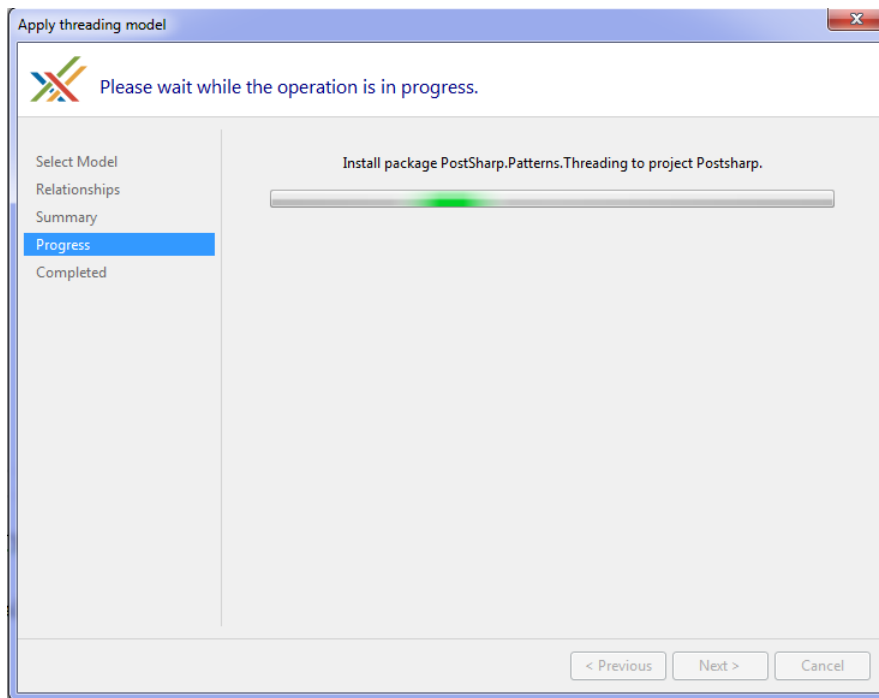 Apply threading model
Please wait while the operation is in progress.
Select Model
Relationships
Summary
Progress
Completed
Install package PostSharp.Patterns.Threading to project Postsharp.
< Previous
Next >
Cancel